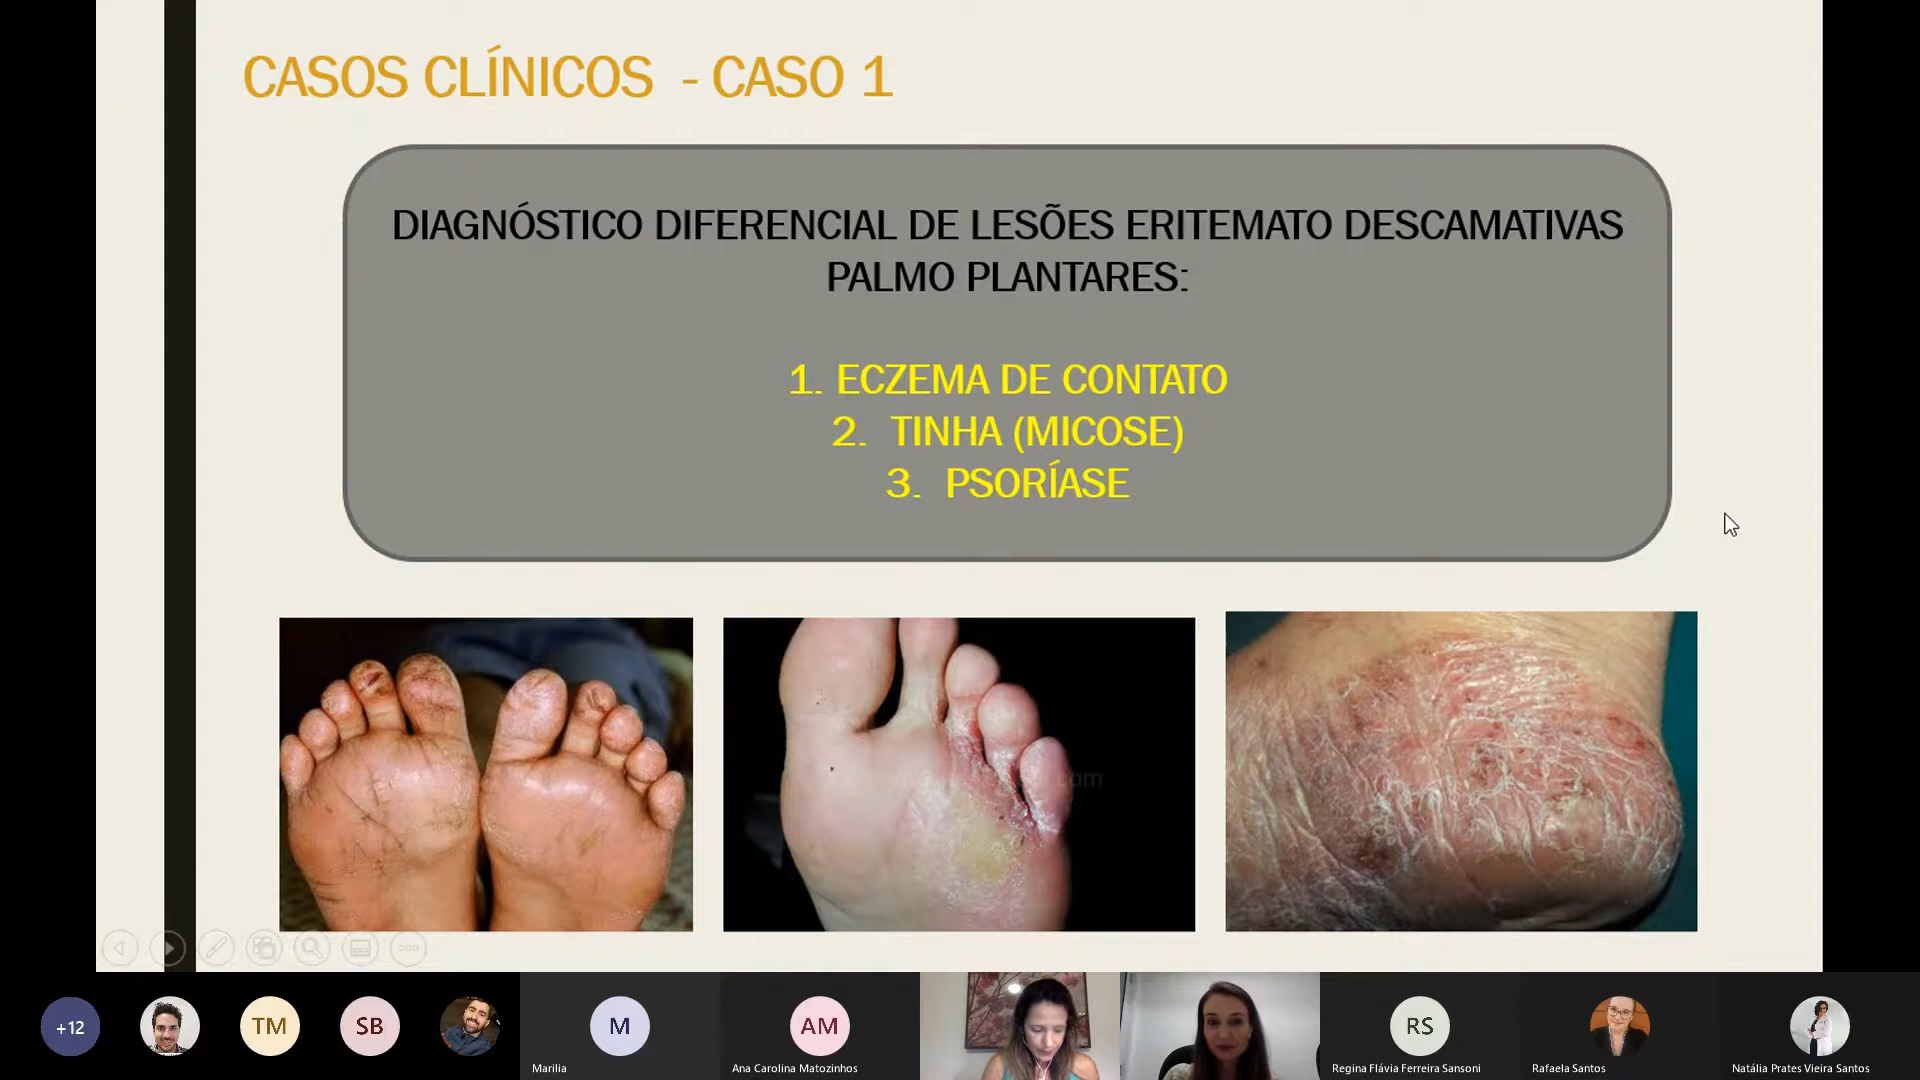 CASOS CLÍNICOS - CASO 1
DIAGNÓSTICO DIFERENCIAL DE LESÕES ERITEMATO DESCAMATIVAS
PALMO PLANTARES:
1. ECZEMA DE CONTATO
2. TINHA (MICOSE)
3. PSORÍASE
com
+12
TM
SB
M
AM
RS
Marilia
Ana Carolina Matozinhos
Regina Flávia Ferreira Sansoni
Rafaela Santos
Natália Prates Vieira Santos